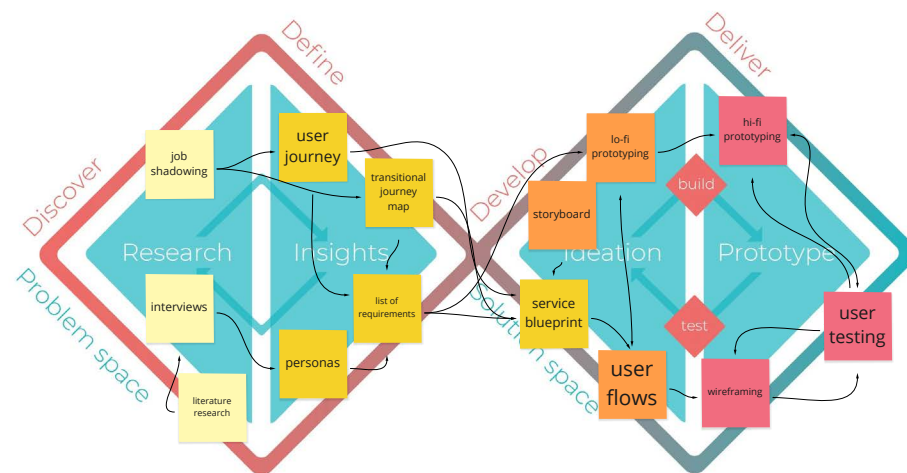 Discover
Define
Develop
Deliver
Problem space
Solution space
Research
Insights
Ideation
Prototype
build
test
job
shadowing
user
journey
transitional
journey
map
interviews
list of
requirements
personas
literature
research
lo-fi
prototyping
storyboard
service
blueprint
user
flows
hi-fi
prototyping
user
testing
wireframing